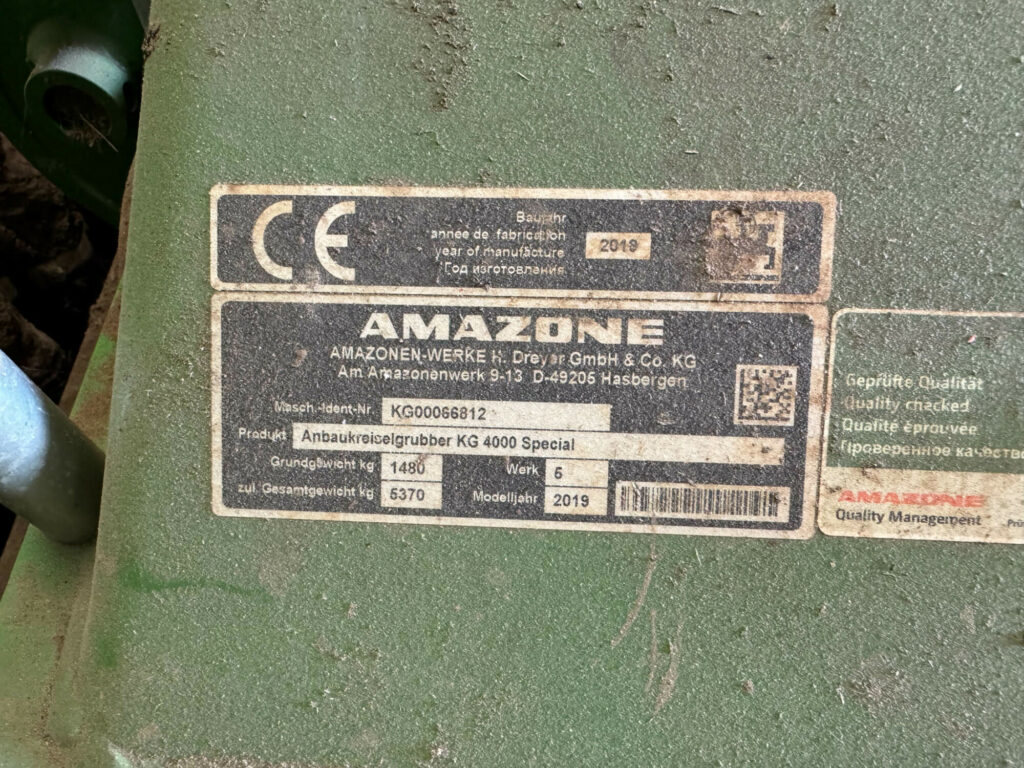 CE
Baujahr
année de fabrication
year of manufacture
Год изготовления
2019
AMAZONE
AMAZONEN-WERKE H. Dreyer GmbH & Co. KG
Am Amazonenwerk 9-13 D-49205 Hasbergen
Masch.-Ident-Nr. KG00066812
Produkt Anbaukreiselgrubber KG 4000 Special
Grundgewicht kg 1480 Werk 5
zul. Gesamtgewicht kg 5370 Modelljahr 2019
Geprüfte Qualität
Quality checked
Qualité éprouvée
Проверенное качество
AMAZONE
Quality Management